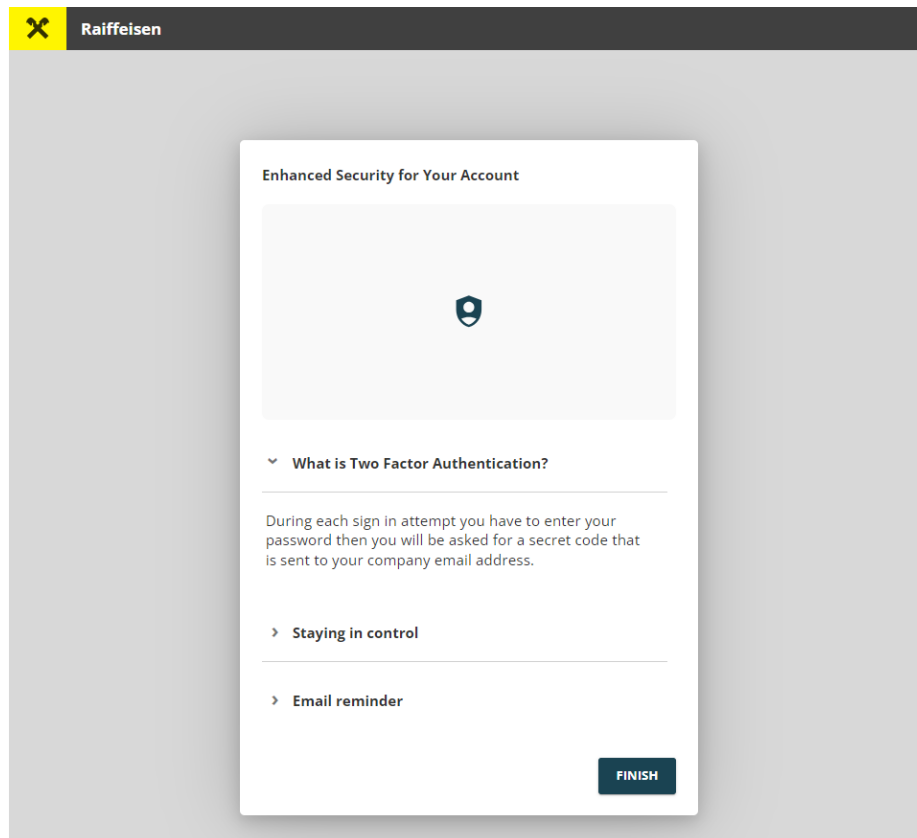 Raiffeisen
Enhanced Security for Your Account
What is Two Factor Authentication?
During each sign in attempt you have to enter your
password then you will be asked for a secret code that
is sent to your company email address.
Staying in control
Email reminder
FINISH